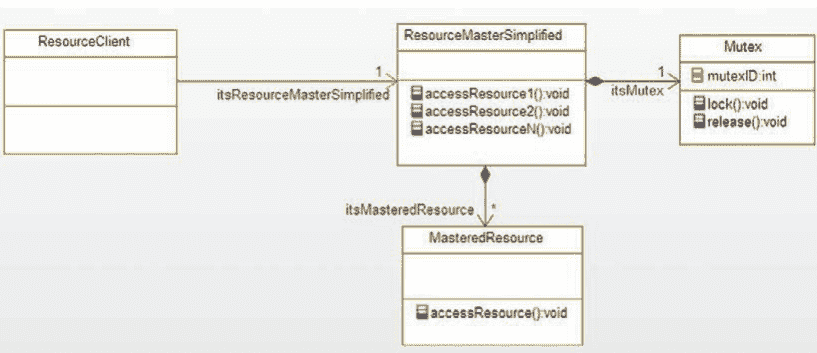 ResourceClient
1
itsResourceMasterSimplified
ResourceMasterSimplified
accessResource1():void
accessResource2():void
accessResourceN():void
1
itsMutex
Mutex
mutexID:int
lock():void
release():void
itsMasteredResource
*
MasteredResource
accessResource():void